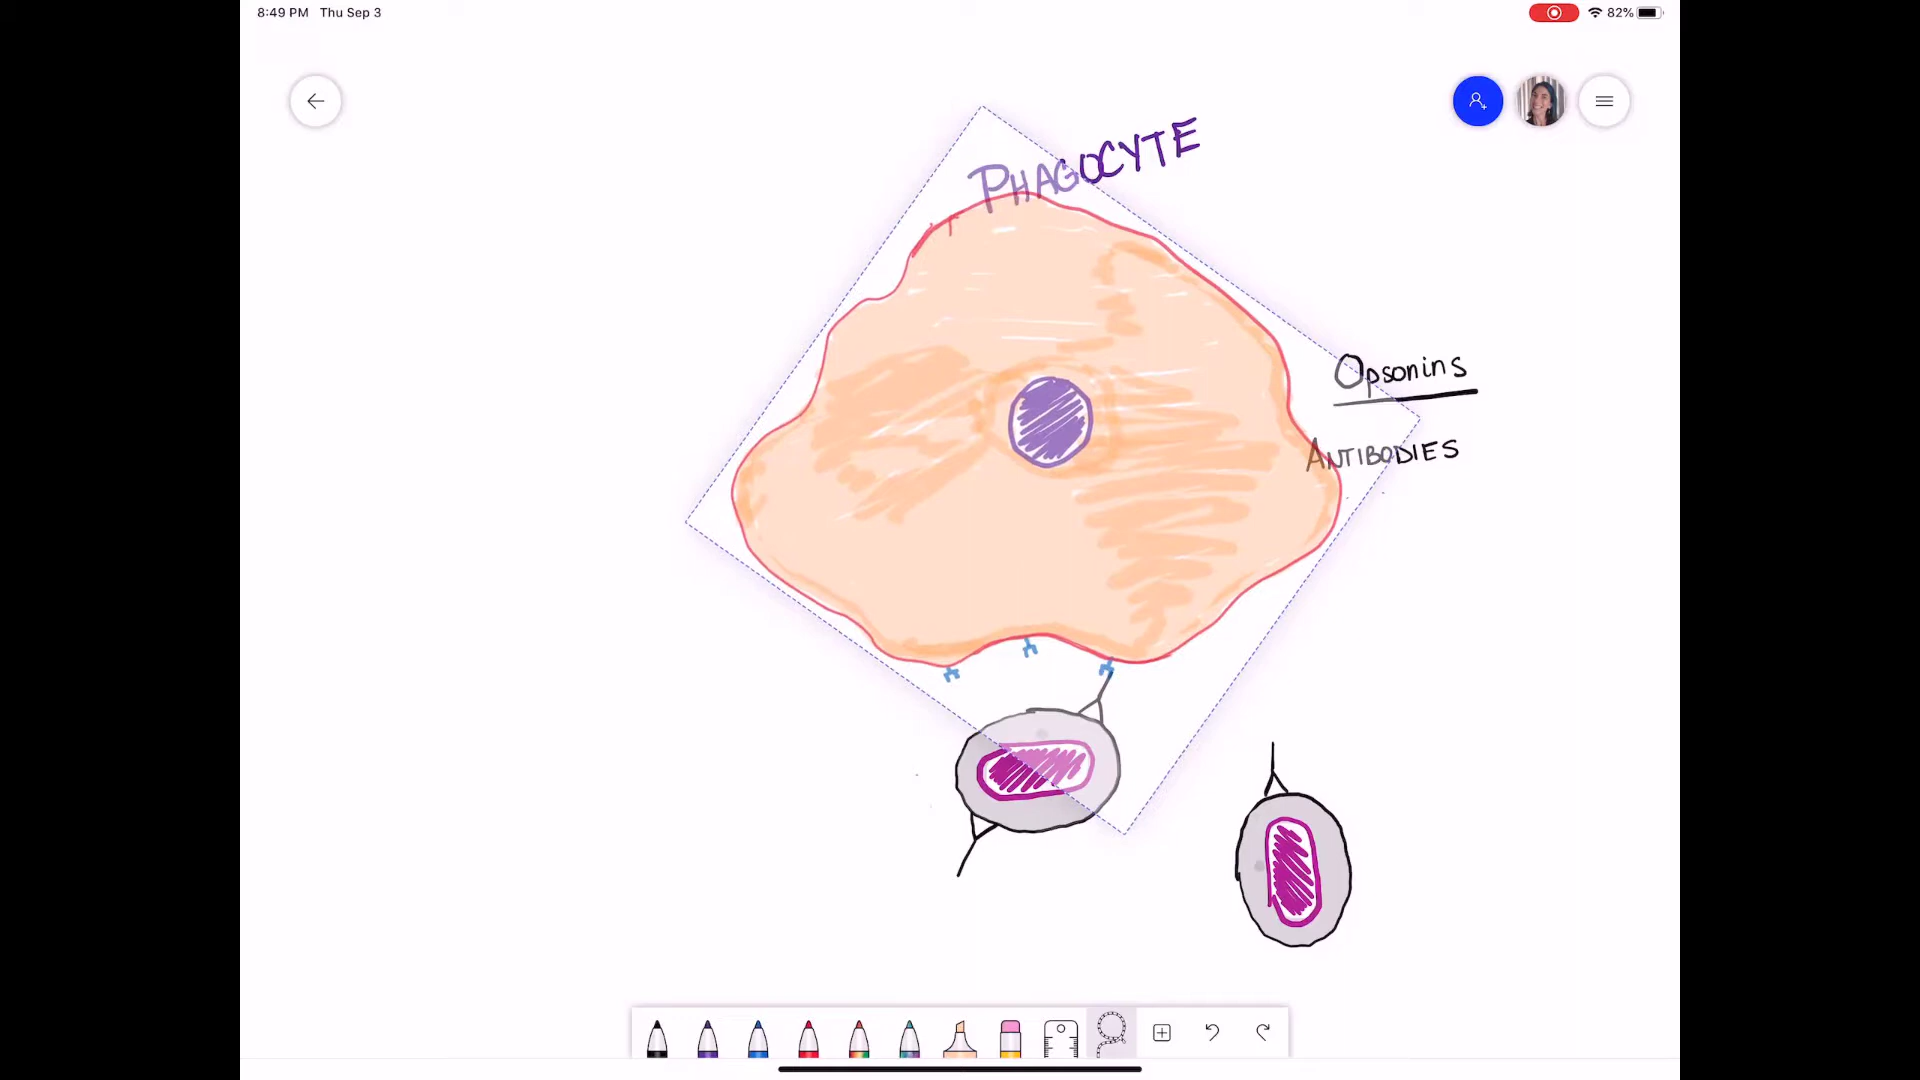 8:49 PM Thu Sep 3
82%
PHAGOCYTE
Opsonins
ANTIBODIES